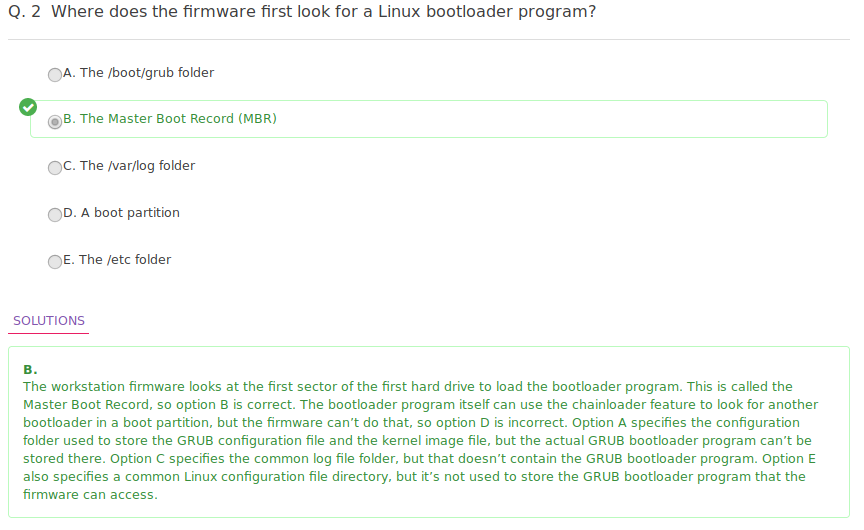 Q. 2  Where does the firmware first look for a Linux bootloader program?
A. The /boot/grub folder
B. The Master Boot Record (MBR)
C. The /var/log folder
D. A boot partition
E. The /etc folder
SOLUTIONS
B.
The workstation firmware looks at the first sector of the first hard drive to load the bootloader program. This is called the
Master Boot Record, so option B is correct. The bootloader program itself can use the chainloader feature to look for another
bootloader in a boot partition, but the firmware can’t do that, so option D is incorrect. Option A specifies the configuration
folder used to store the GRUB configuration file and the kernel image file, but the actual GRUB bootloader program can’t be
stored there. Option C specifies the common log file folder, but that doesn’t contain the GRUB bootloader program. Option E
also specifies a common Linux configuration file directory, but it’s not used to store the GRUB bootloader program that the
firmware can access.